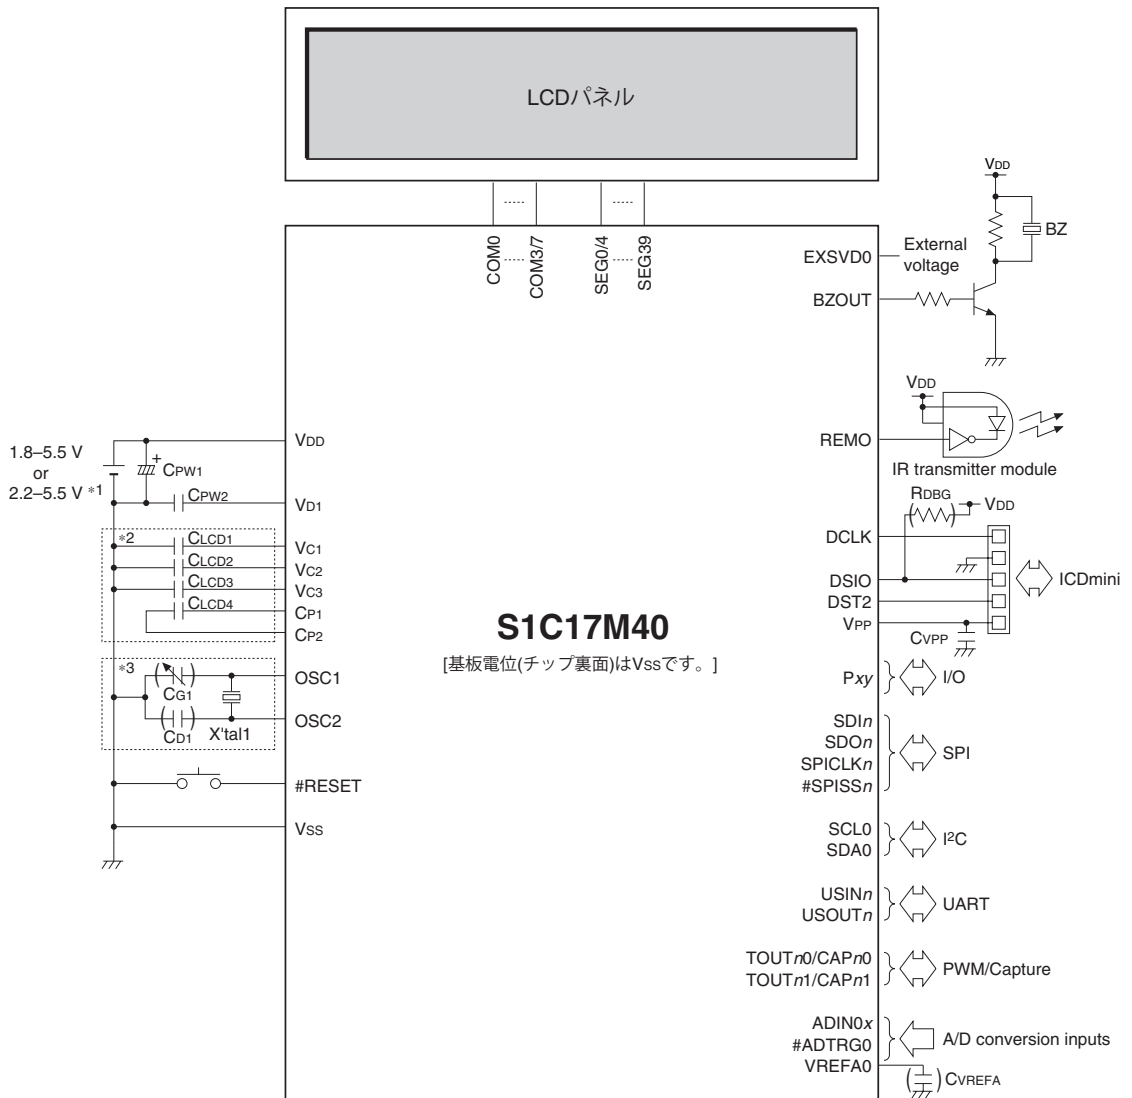 LCDパネル
VDD
BZ
COM0
COM3/7
SEG0/4
SEG39
EXSVD0
External
voltage
BZOUT
VDD
REMO
IR transmitter module
1.8–5.5 V
or
2.2–5.5 V *1
+
CPW1
VDD
CPW2
VD1
*2
CLCD1
VC1
CLCD2
VC2
CLCD3
VC3
CLCD4
CP1
CP2
*3
CG1
OSC1
CD1
X'tal1
OSC2
#RESET
VSS
S1C17M40
[基板電位(チップ裏面)はVSSです。]
RDBG
VDD
DCLK
DSIO
ICDmini
DST2
VPP
CVPP
Pxy
I/O
SDIn
SDOn
SPICLKn
#SPISSn
SPI
SCL0
SDA0
I²C
USINn
USOUTn
UART
TOUTn0/CAPn0
TOUTn1/CAPn1
PWM/Capture
ADIN0x
#ADTRG0
A/D conversion inputs
VREFA0
CVREFA